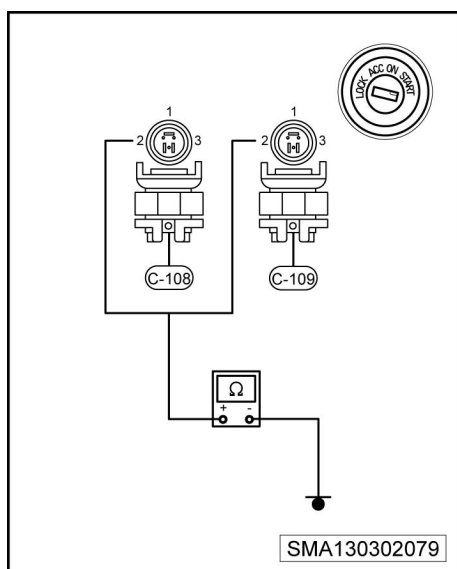 LOCK ACC ON START
1
2
3
1
2
3
C-108
C-109
Ω
+ -
SMA130302079